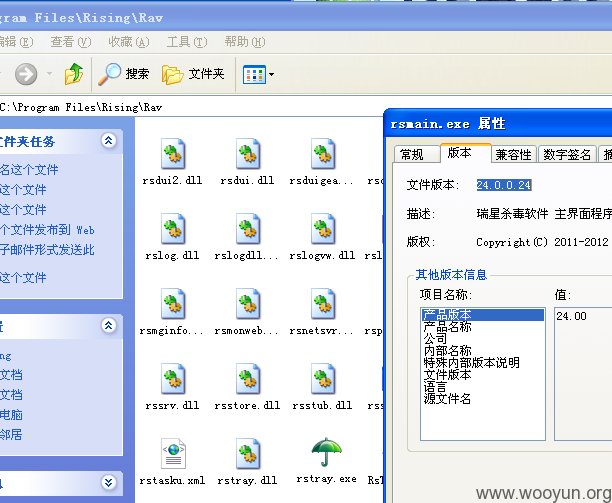 gram Files\Rising\Rav
编辑(E) 查看(V) 收藏(A) 工具(T) 帮助(H)
搜索 文件夹
C:\Program Files\Rising\Rav
文件夹任务
名这个文件
这个文件
这个文件
个文件发布到 Web
子邮件形式发送此
这个文件
ng
文档
文档
电脑
邻居
rsdui2.dll rsdui.dll rsduigea...
rslog.dll rslogdll... rslogvw.dll
rsmginfo... rsmonweb... rsnetsvr...
rssrv.dll rsstore.dll rsstub.dll
rstasku.xml rstray.dll rstray.exe
rsmain.exe 属性
常规 版本 兼容性 数字签名
文件版本: 24.0.0.24
描述: 瑞星杀毒软件 主界面程序
版权: Copyright(C) 2011-2012
其他版本信息
项目名称: 值:
产品版本 24.00
产品名称
公司
内部名称
特殊内部版本说明
文件版本
语言
源文件名
www.wooyun.org